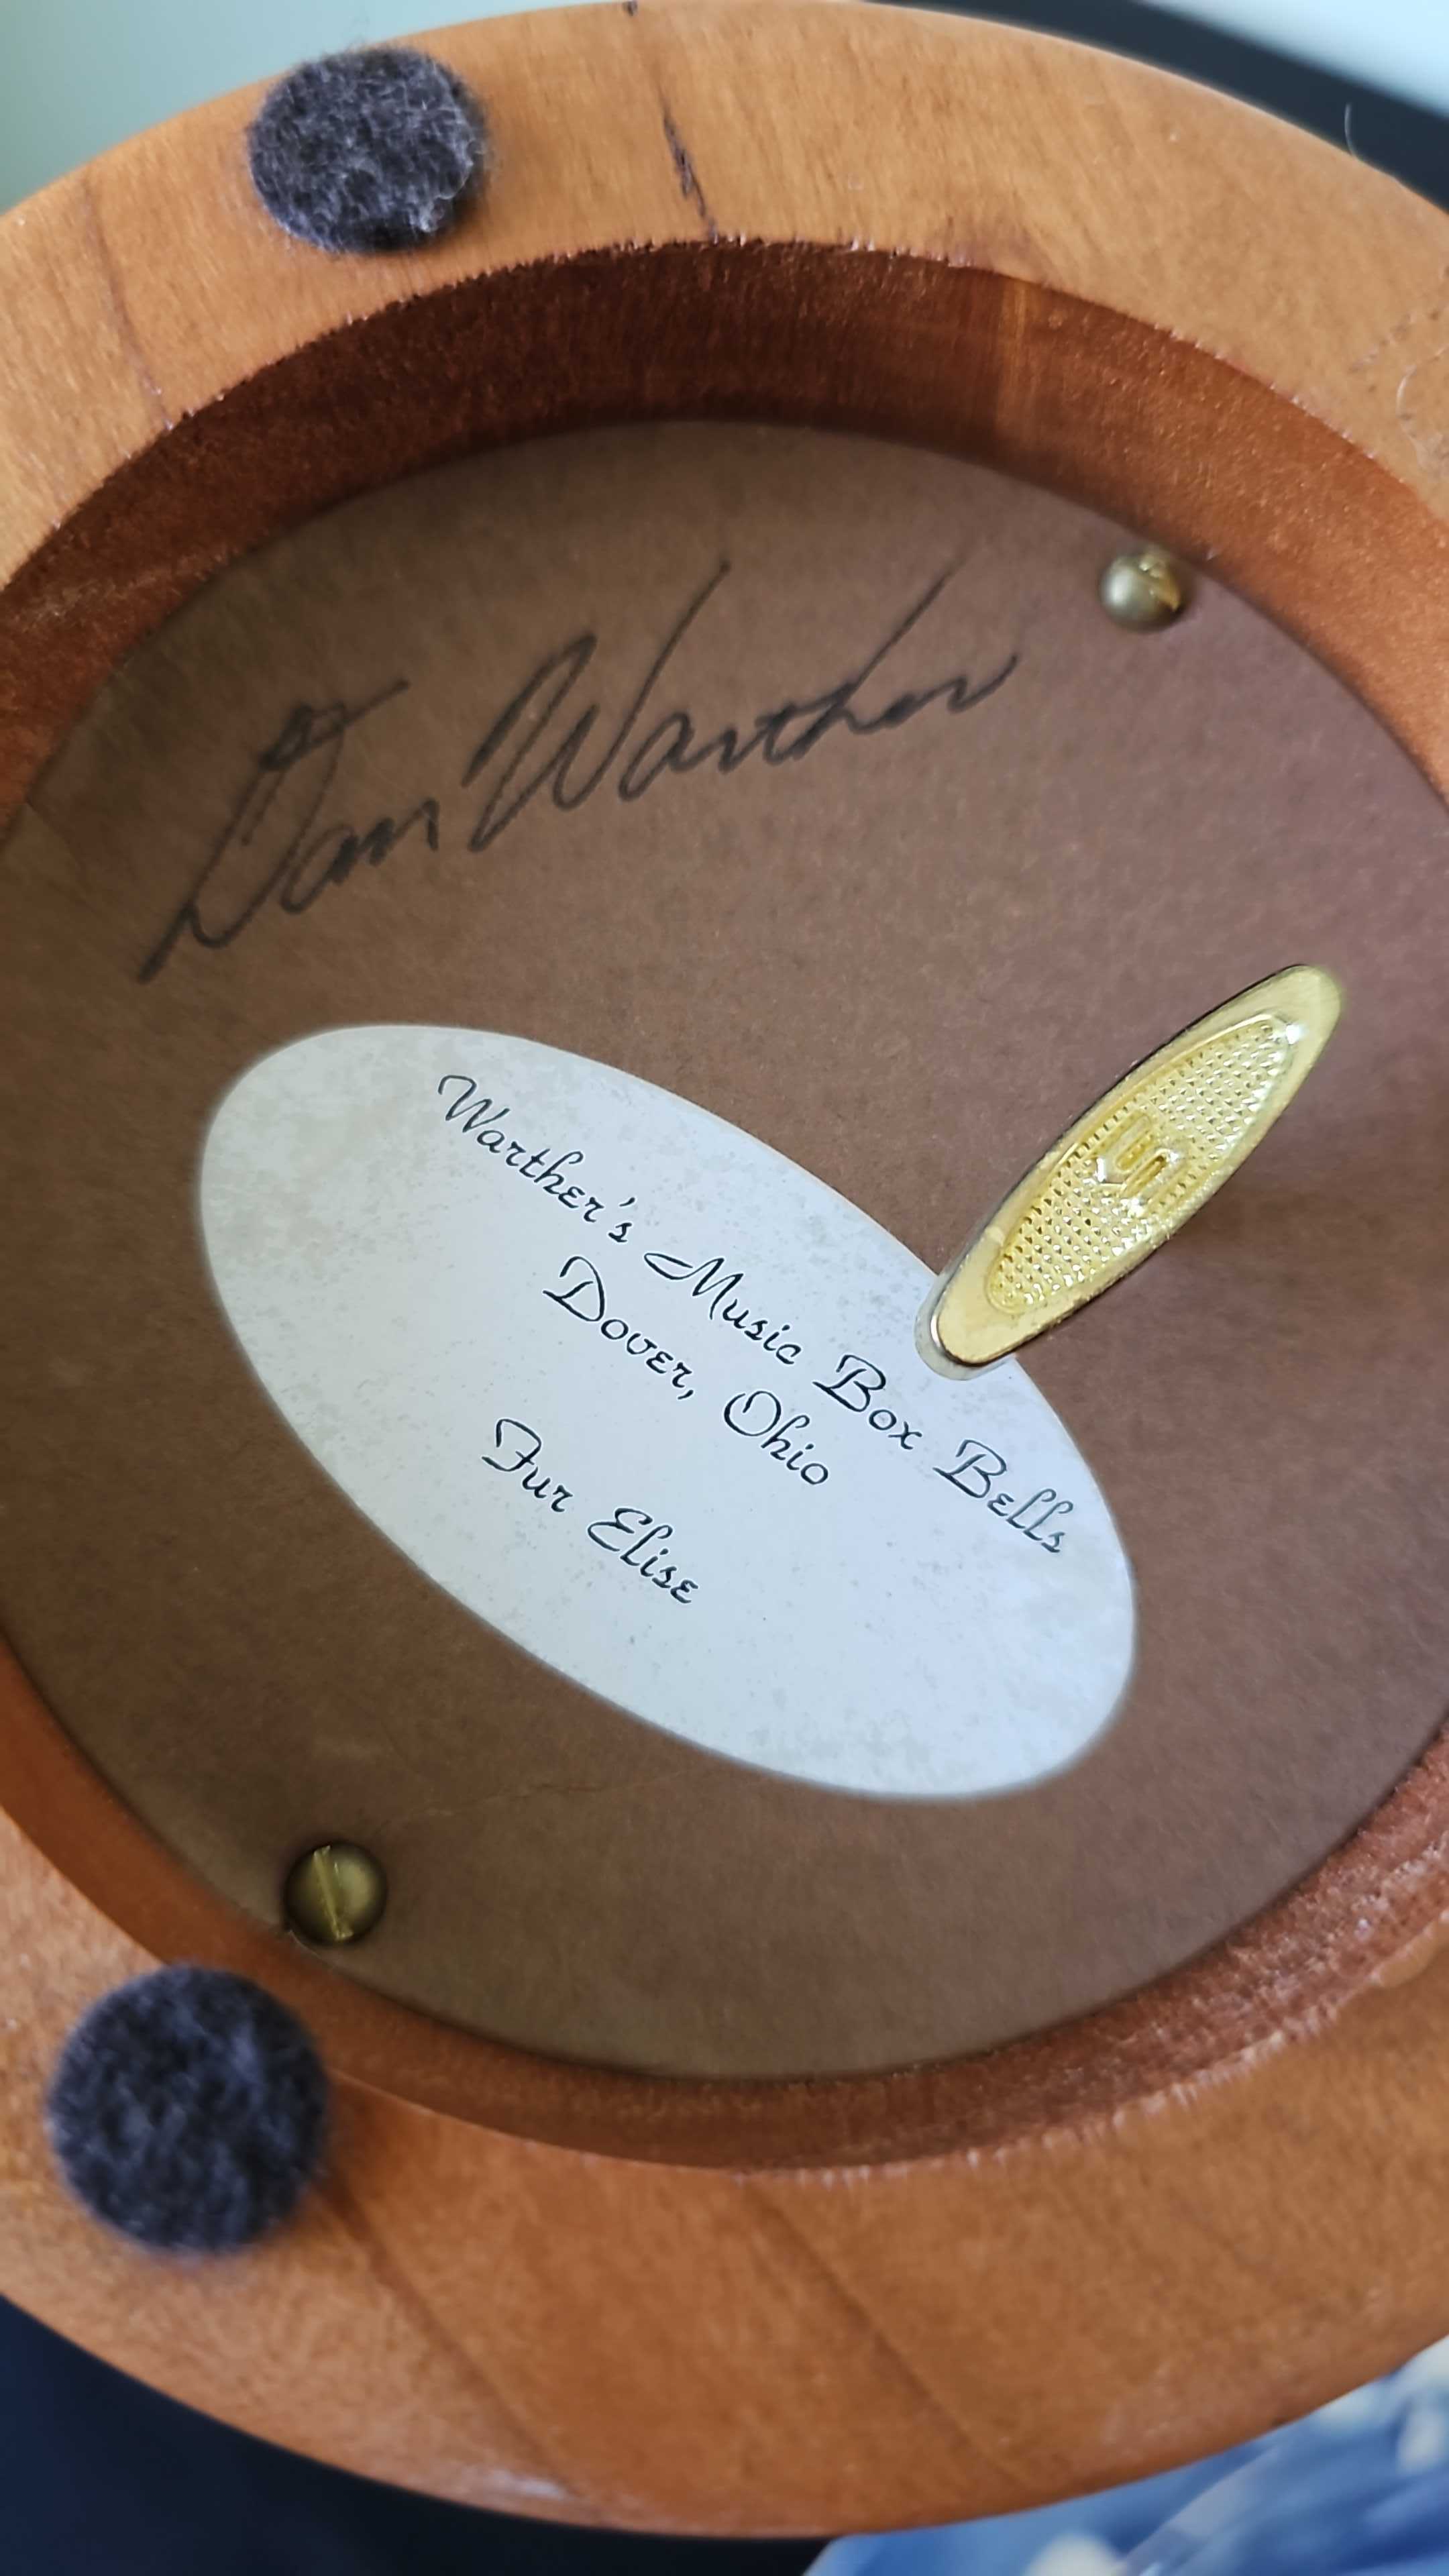 Dan Warther
Warther's Music Box Bells
Dover, Ohio
Fur Elise